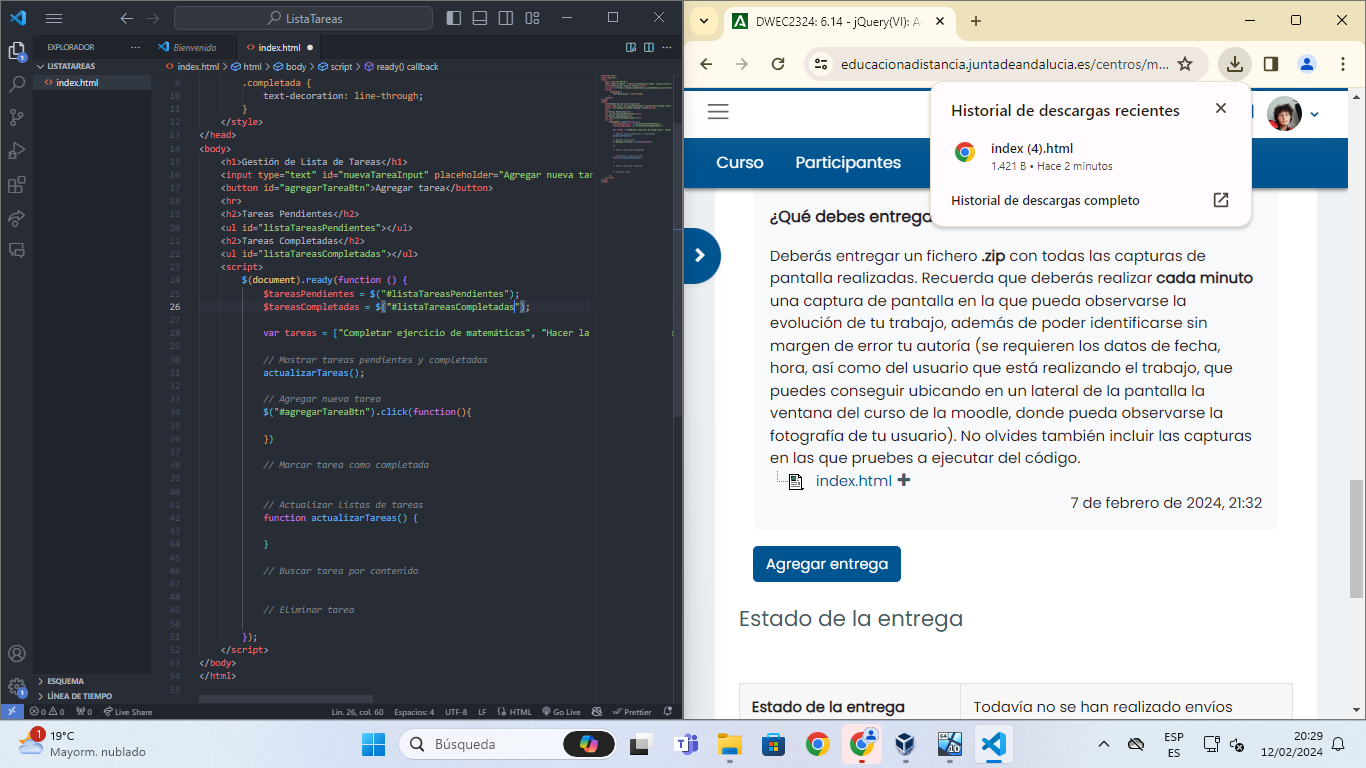 ListaTareas
EXPLORADOR
LISTATAREAS
index.html
ESQUEMA
LÍNEA DE TIEMPO
Bienvenido
index.html
index.html > html > body > script > ready() callback
9 .completada {
10 text-decoration: line-through;
11 }
12 </style>
13 </head>
14 <body>
15 <h1>Gestión de Lista de Tareas</h1>
16 <input type="text" id="nuevaTareaInput" placeholder="Agregar nueva tar
17 <button id="agregarTareaBtn">Agregar tarea</button>
18 <hr>
19 <h2>Tareas Pendientes</h2>
20 <ul id="listaTareasPendientes"></ul>
21 <h2>Tareas Completadas</h2>
22 <ul id="listaTareasCompletadas"></ul>
23 <script>
24 $(document).ready(function () {
25 $tareasPendientes = $("#listaTareasPendientes");
26 $tareasCompletadas = $("#listaTareasCompletadas");
27
28 var tareas = ["Completar ejercicio de matemáticas", "Hacer la
29
30 // Mostrar tareas pendientes y completadas
31 actualizarTareas();
32
33 // Agregar nueva tarea
34 $("#agregarTareaBtn").click(function(){
35
36 })
37
38 // Marcar tarea como completada
39
40
41 // Actualizar listas de tareas
42 function actualizarTareas() {
43
44 }
45
46 // Buscar tarea por contenido
47
48
49 // Eliminar tarea
50
51 });
52 </script>
53 </body>
54 </html>
55
0 0 0 Live Share
Lín. 26, col. 60 Espacios: 4 UTF-8 LF HTML Go Live Prettier
DWEC2324: 6.14 - jQuery(VI): A
educacionadistancia.juntadeandalucia.es/centros/m...
Historial de descargas recientes
index (4).html
1.421 B • Hace 2 minutos
Historial de descargas completo
Curso Participantes
¿Qué debes entrega
Deberás entregar un fichero .zip con todas las capturas de
pantalla realizadas. Recuerda que deberás realizar cada minuto
una captura de pantalla en la que pueda observarse la
evolución de tu trabajo, además de poder identificarse sin
margen de error tu autoría (se requieren los datos de fecha,
hora, así como del usuario que está realizando el trabajo, que
puedes conseguir ubicando en un lateral de la pantalla la
ventana del curso de la moodle, donde pueda observarse la
fotografía de tu usuario). No olvides también incluir las capturas
en las que pruebes a ejecutar del código.
index.html
7 de febrero de 2024, 21:32
Agregar entrega
Estado de la entrega
Estado de la entrega Todavía no se han realizado envíos
1
19°C
Mayorm. nublado
Búsqueda
ESP
ES
20:29
12/02/2024